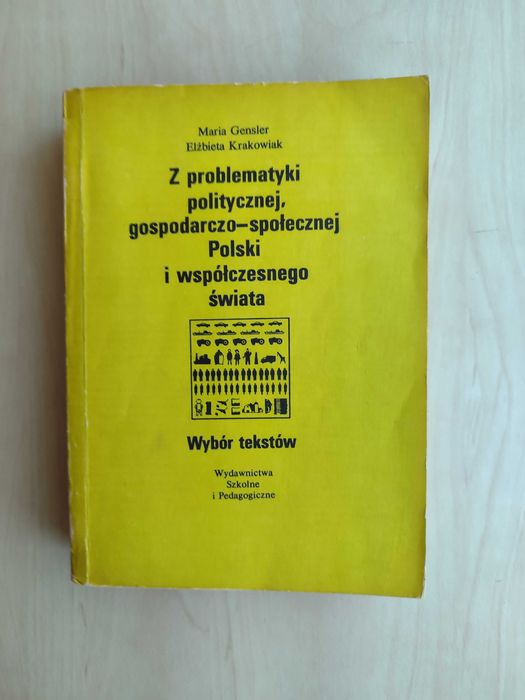 Maria Gensler
Elżbieta Krakowiak
Z problematyki
politycznej,
gospodarczo-społecznej
Polski
i współczesnego
świata
Wybór tekstów
Wydawnictwa
Szkolne
i Pedagogiczne